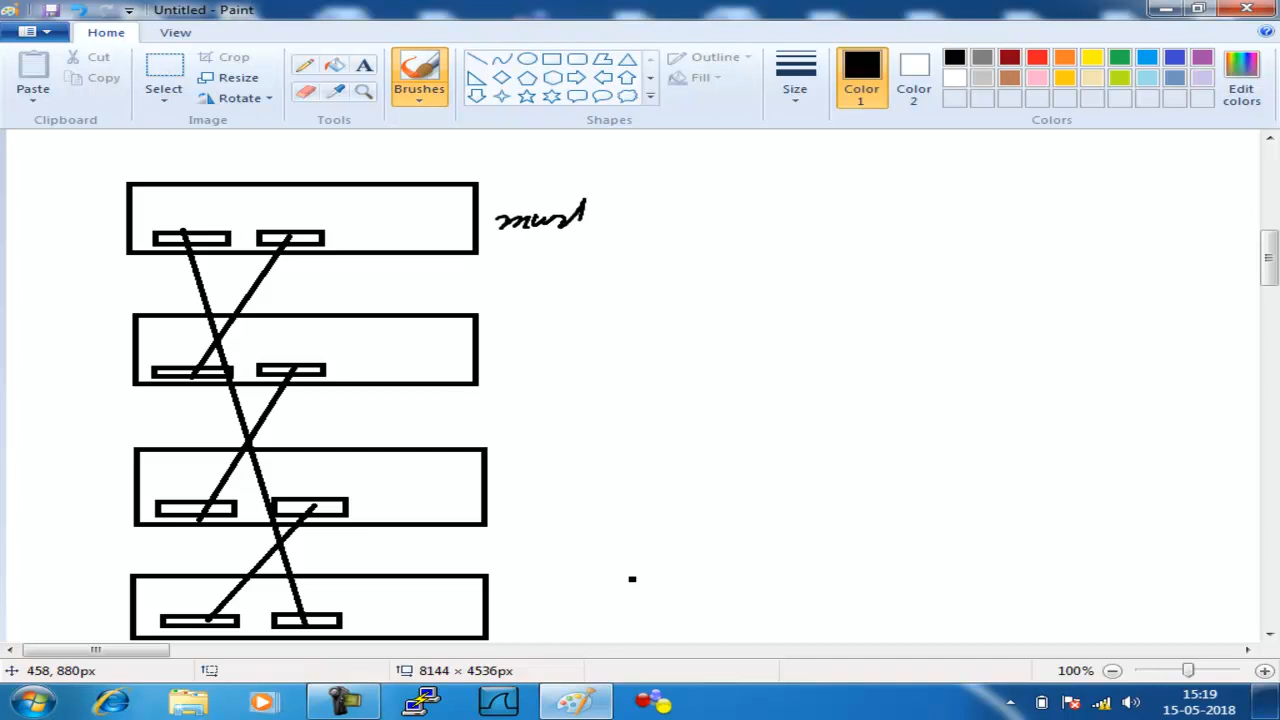 Untitled - Paint
Home View
Paste
Cut
Copy
Clipboard
Select
Crop
Resize
Rotate
Image
A
Tools
Brushes
Shapes
Outline
Fill
Size
Color 1
Color 2
Edit colors
Colors
458, 880px
8144 × 4536px
100%
15:19
15-05-2018